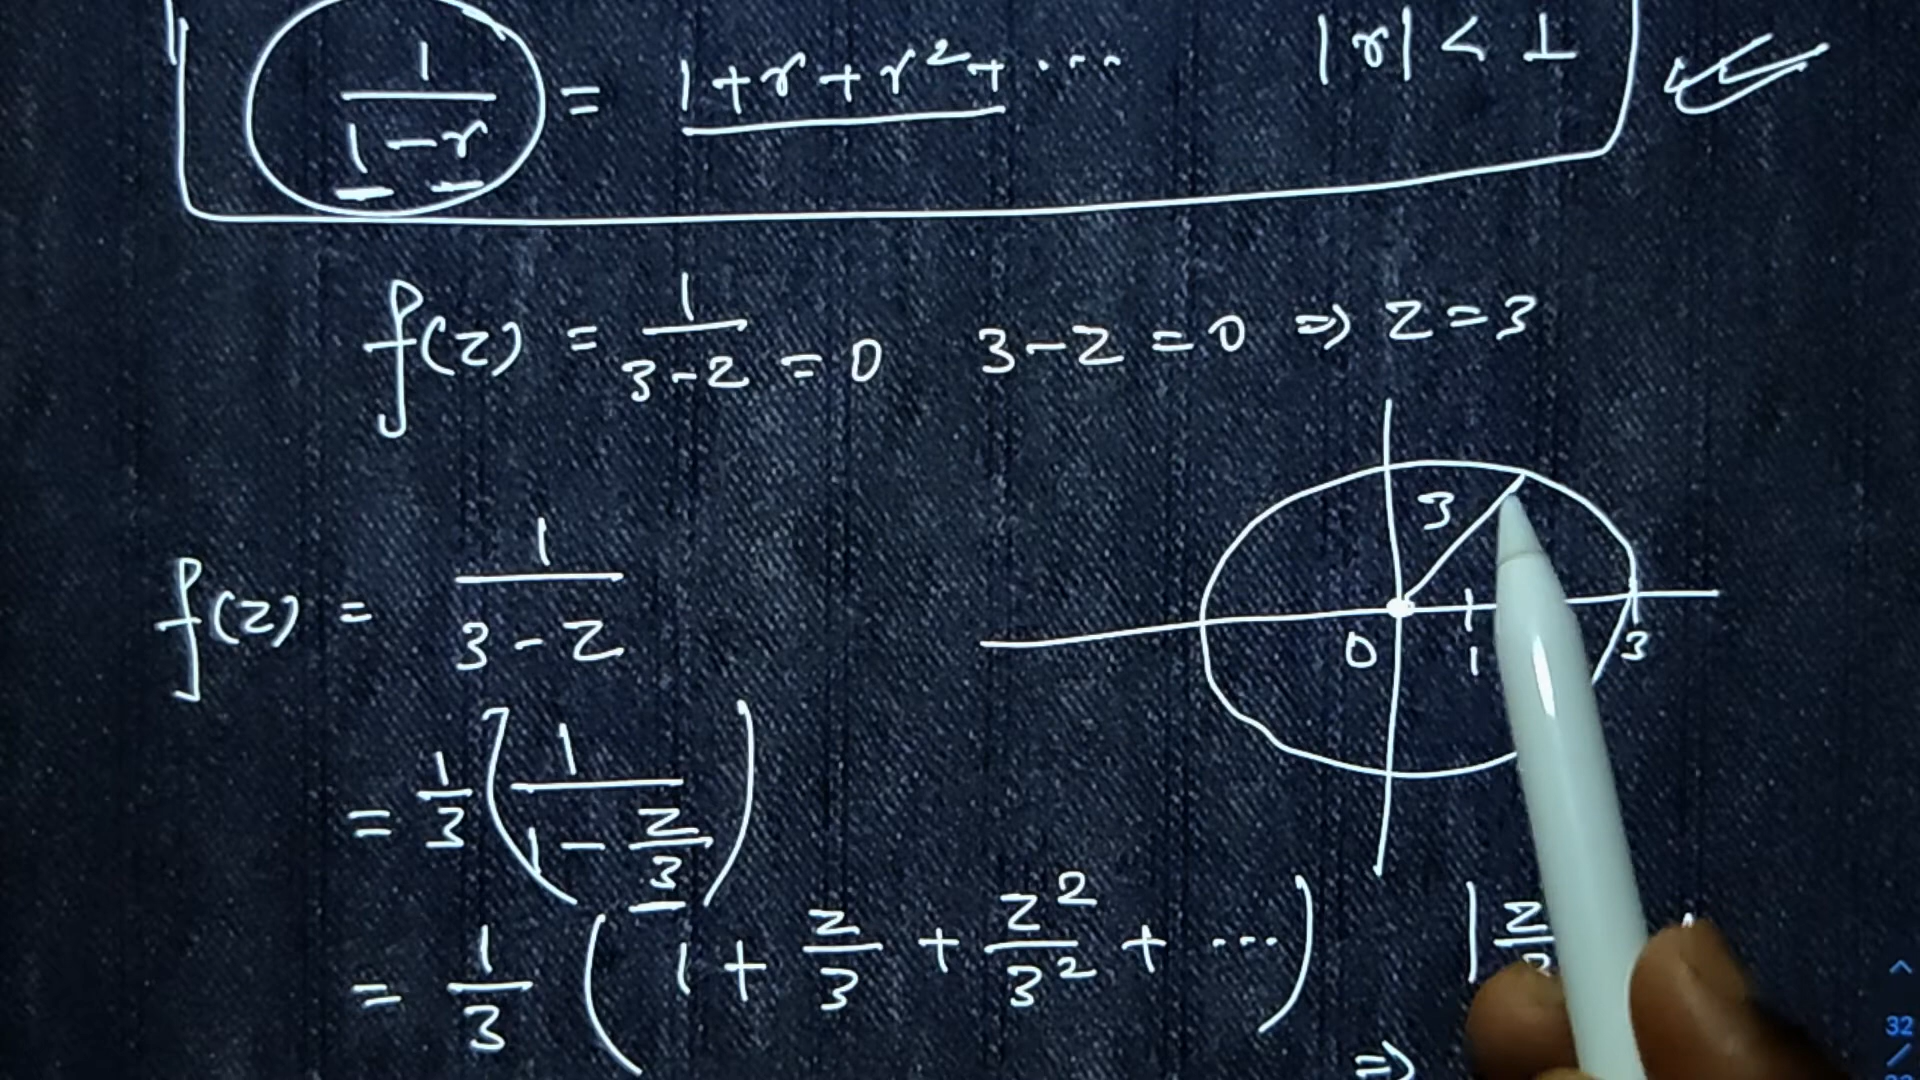 1/(1-r) = 1+r+r²+... |r| < 1
f(z) = 1/(3-z) = 0 3-z = 0 ⇒ z = 3
3
0 1 3
f(z) = 1/(3-z)
= 1/3 (1/(1-z/3))
= 1/3 (1 + z/3 + z²/3² + ...) |z
⇒
32
/